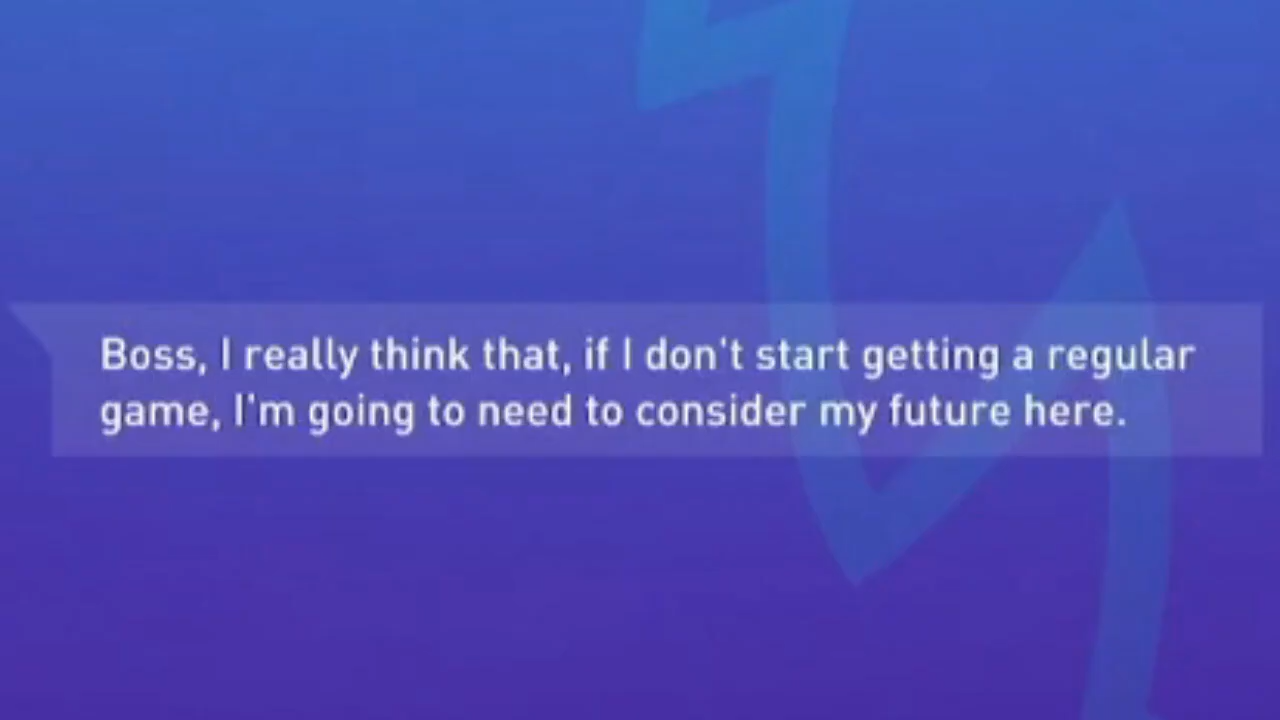 Boss, I really think that, if I don't start getting a regular
game, I'm going to need to consider my future here.